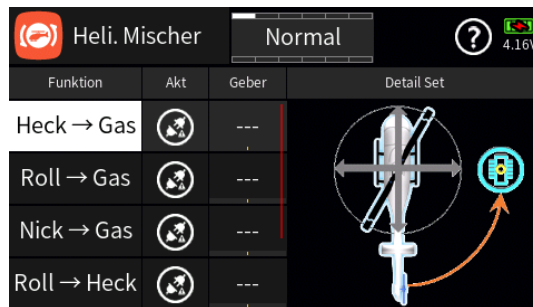 Heli. Mischer
Normal
?
4.16V
Funktion Akt Geber Detail Set
Heck → Gas ---
Roll → Gas ---
Nick → Gas ---
Roll → Heck ---